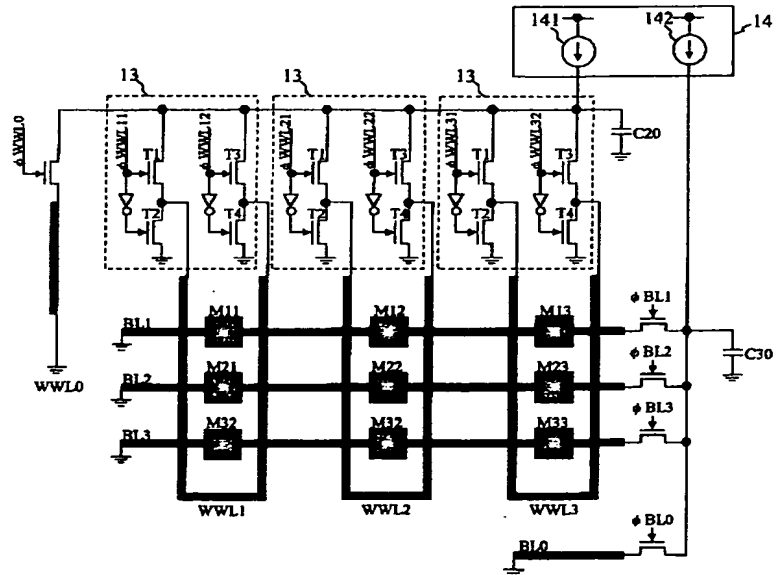 141
142
14
13
13
13
φWWL0
φWWL11
φWWL12
φWWL21
φWWL22
φWWL31
φWWL32
C20
T1
T3
T1
T3
T1
T3
T2
T4
T2
T4
T2
T4
M11
M12
M13
BL1
φBL1
C30
WWL0
M21
M22
M23
BL2
φBL2
M32
M32
M33
BL3
φBL3
WWL1
WWL2
WWL3
φBL0
BL0